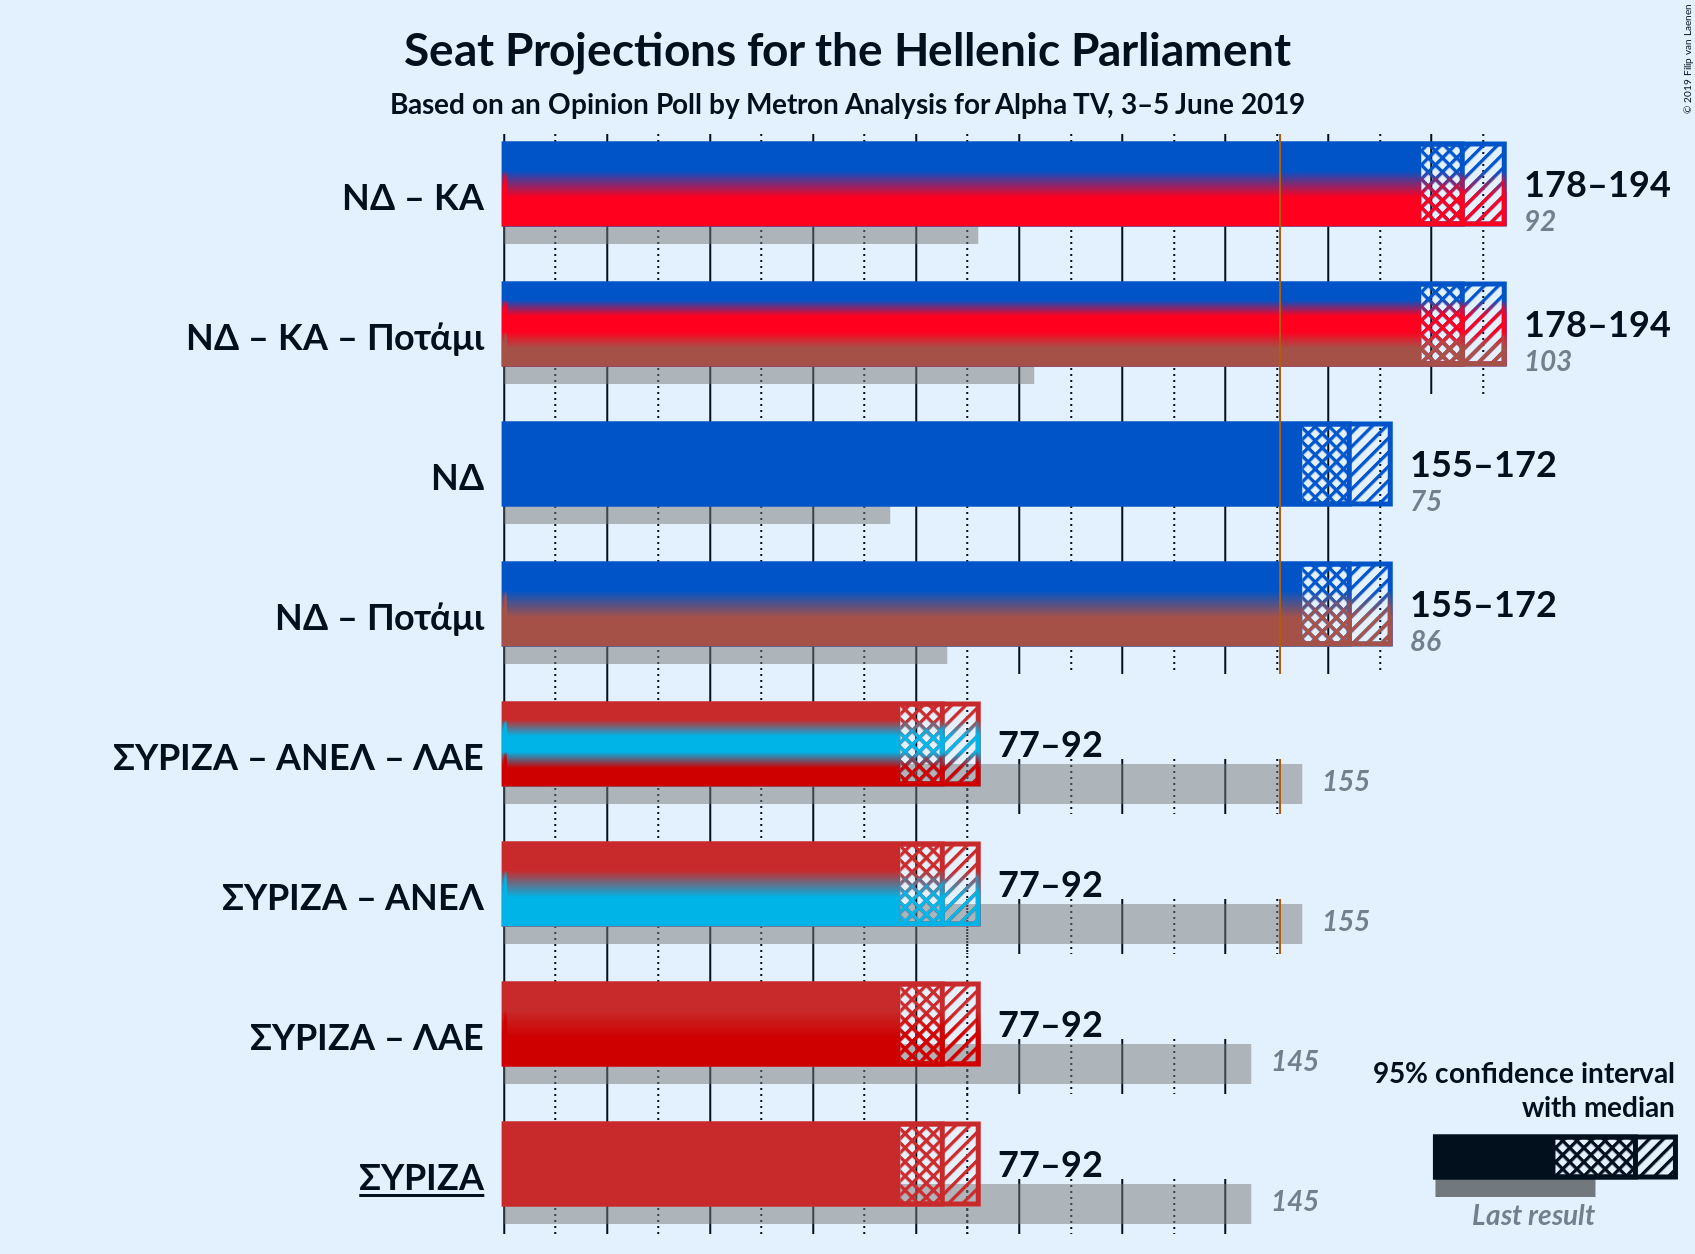 Seat Projections for the Hellenic Parliament
Based on an Opinion Poll by Metron Analysis for Alpha TV, 3–5 June 2019
© 2019 Filip van Laenen
ΝΔ – ΚΑ
178–194
92
ΝΔ – ΚΑ – Ποτάμι
178–194
103
ΝΔ
155–172
75
ΝΔ – Ποτάμι
155–172
86
ΣΥΡΙΖΑ – ΑΝΕΛ – ΛΑΕ
77–92
155
ΣΥΡΙΖΑ – ΑΝΕΛ
77–92
155
ΣΥΡΙΖΑ – ΛΑΕ
77–92
145
ΣΥΡΙΖΑ
77–92
145
95% confidence interval
with median
Last result